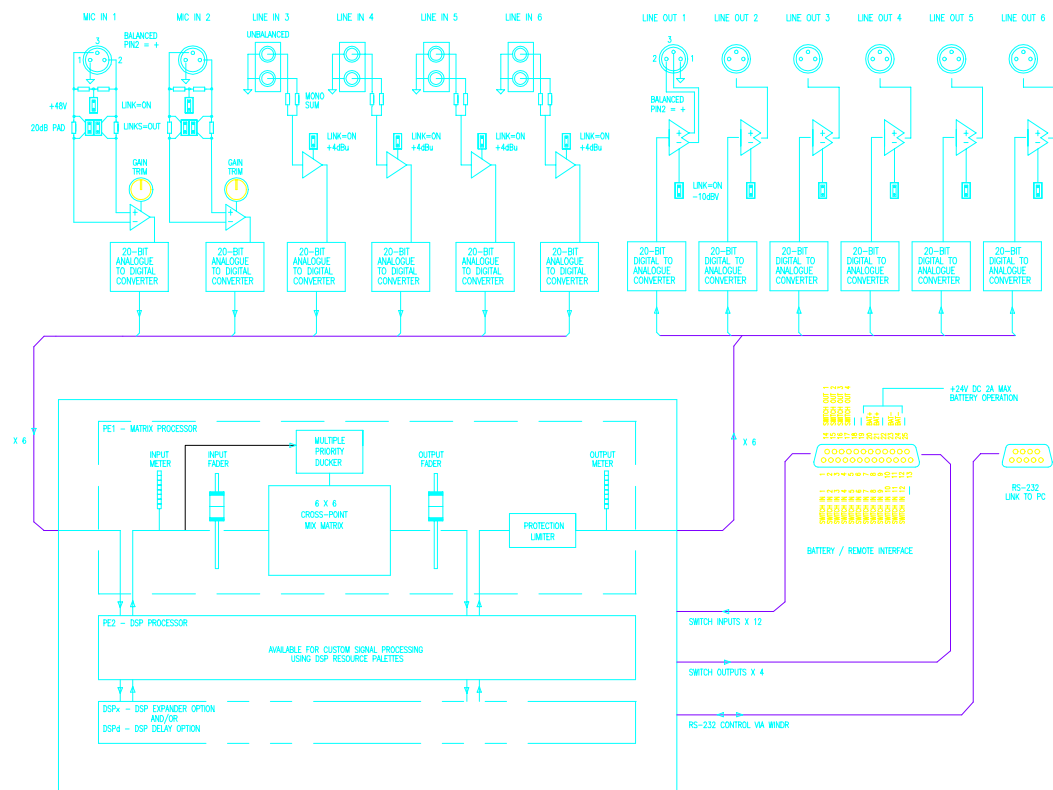 MIC IN 1
MIC IN 2
LINE IN 3
LINE IN 4
LINE IN 5
LINE IN 6
LINE OUT 1
LINE OUT 2
LINE OUT 3
LINE OUT 4
LINE OUT 5
LINE OUT 6
BALANCED
PIN2 = +
UNBALANCED
3
1
2
3
2
1
+48V
LINK=ON
20dB PAD
LINKS=OUT
MONO
SUM
LINK=ON
+4dBu
LINK=ON
+4dBu
LINK=ON
+4dBu
LINK=ON
+4dBu
BALANCED
PIN2 = +
GAIN
TRIM
GAIN
TRIM
LINK=ON
-10dBV
20-BIT
ANALOGUE
TO DIGITAL
CONVERTER
20-BIT
ANALOGUE
TO DIGITAL
CONVERTER
20-BIT
ANALOGUE
TO DIGITAL
CONVERTER
20-BIT
ANALOGUE
TO DIGITAL
CONVERTER
20-BIT
ANALOGUE
TO DIGITAL
CONVERTER
20-BIT
ANALOGUE
TO DIGITAL
CONVERTER
20-BIT
DIGITAL TO
ANALOGUE
CONVERTER
20-BIT
DIGITAL TO
ANALOGUE
CONVERTER
20-BIT
DIGITAL TO
ANALOGUE
CONVERTER
20-BIT
DIGITAL TO
ANALOGUE
CONVERTER
20-BIT
DIGITAL TO
ANALOGUE
CONVERTER
20-BIT
DIGITAL TO
ANALOGUE
CONVERTER
+24V DC 2A MAX
BATTERY OPERATION
X 6
PE1 - MATRIX PROCESSOR
INPUT
METER
INPUT
FADER
MULTIPLE
PRIORITY
DUCKER
OUTPUT
FADER
OUTPUT
METER
X 6
6 X 6
CROSS-POINT
MIX MATRIX
PROTECTION
LIMITER
RS-232
LINK TO PC
BATTERY / REMOTE INTERFACE
PE2 - DSP PROCESSOR
AVAILABLE FOR CUSTOM SIGNAL PROCESSING
USING DSP RESOURCE PALETTES
SWITCH INPUTS X 12
SWITCH OUTPUTS X 4
DSPx - DSP EXPANDER OPTION
AND/OR
DSPd - DSP DELAY OPTION
RS-232 CONTROL VIA WINDR